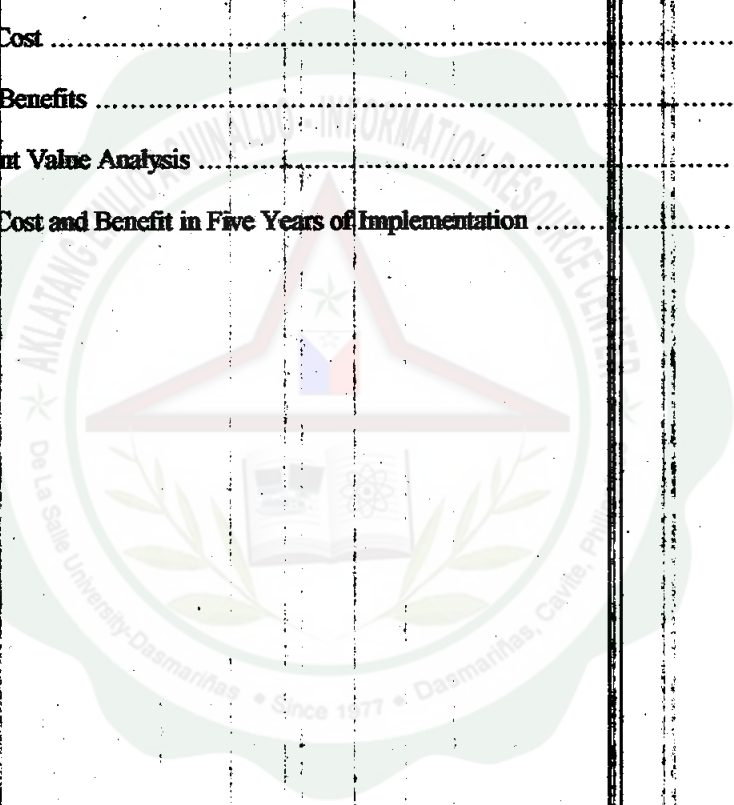 Cost ..........................................................................................
Benefits ..................................................................................
nt Value Analysis ..................................................................
Cost and Benefit in Five Years of Implementation .........................
AKLATANG EMILIO AGUINALDO - INFORMATION RESOURCE CENTER
De La Salle University-Dasmariñas • Since 1977 • Dasmariñas, Cavite,